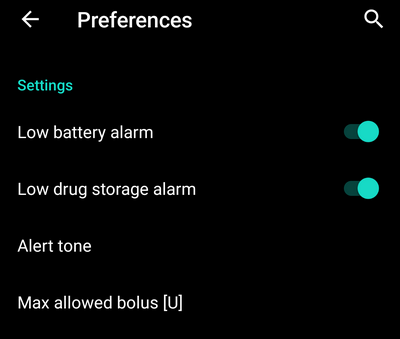 Preferences
Settings
Low battery alarm
Low drug storage alarm
Alert tone
Max allowed bolus [U]